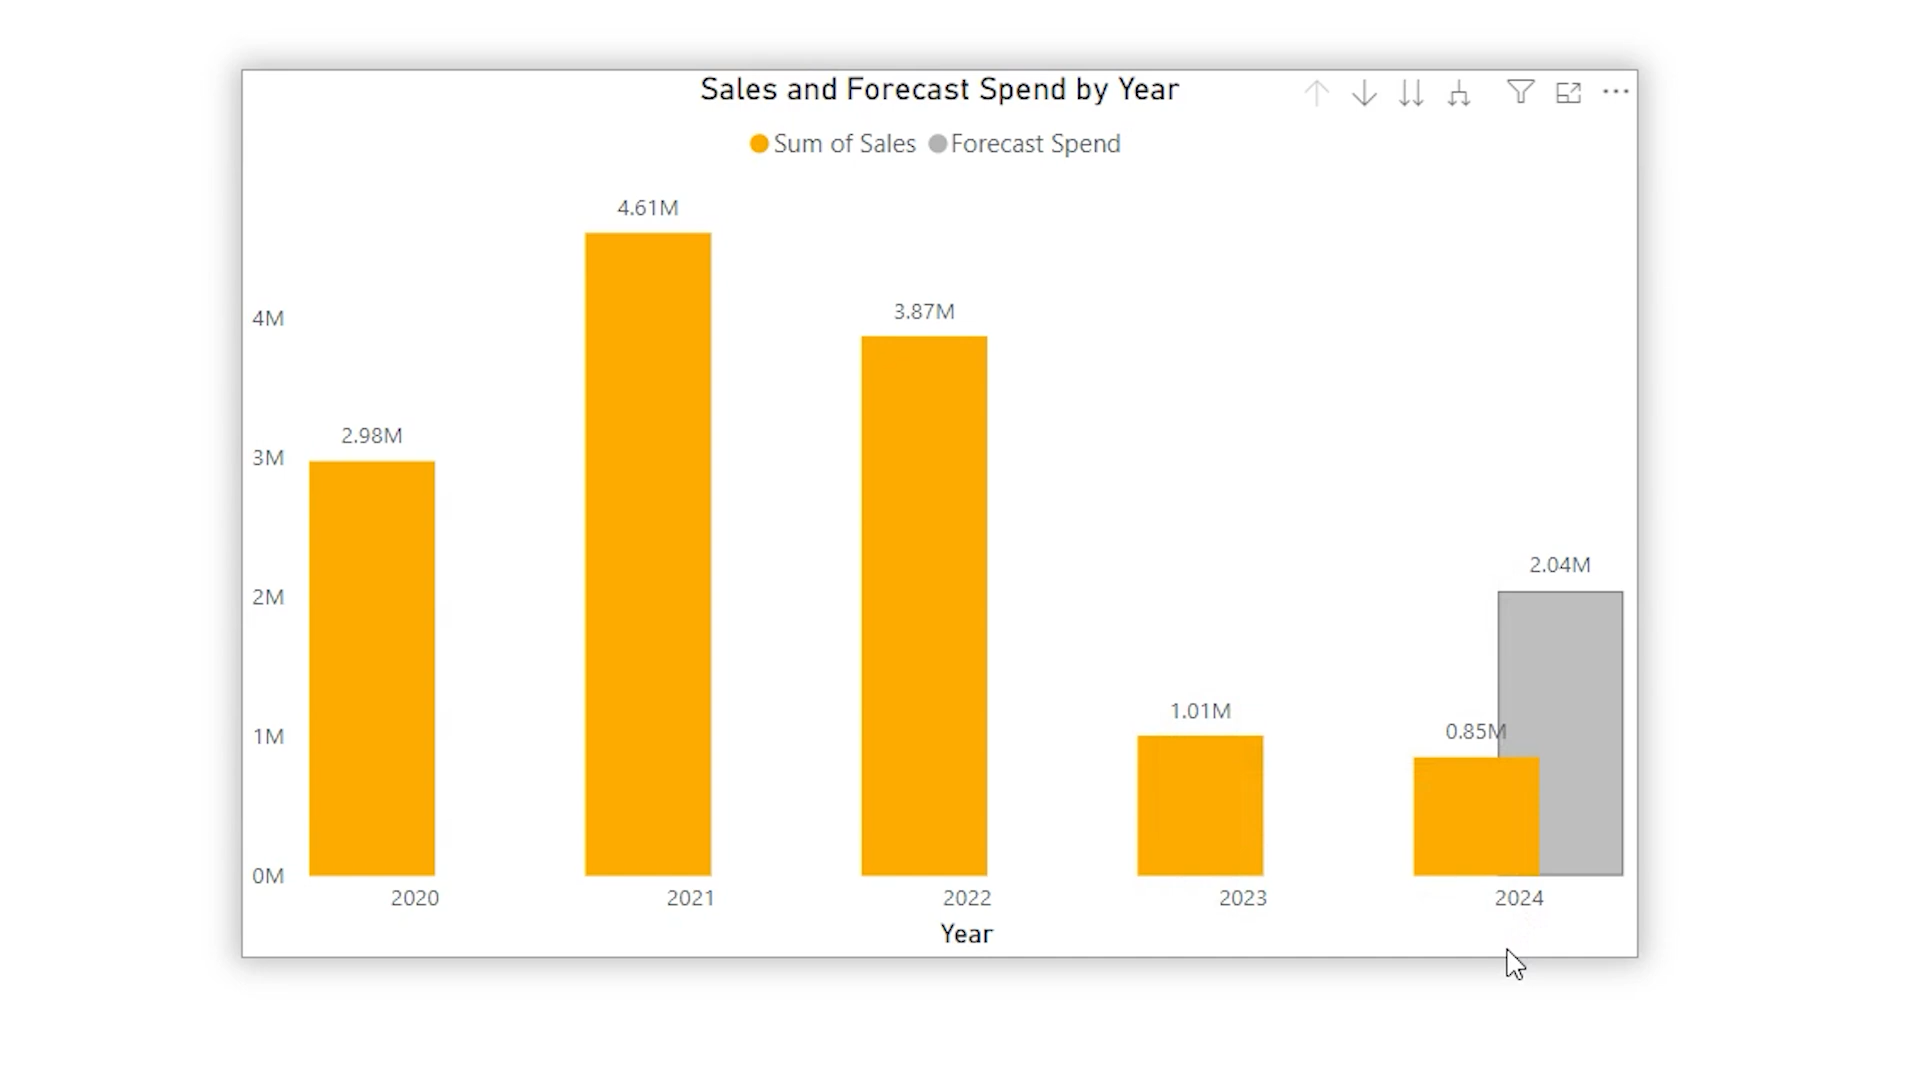 Sales and Forecast Spend by Year
Sum of Sales Forecast Spend
4.61M
4M
3.87M
2.98M
3M
2.04M
2M
1.01M
0.85M
1M
0M
2020 2021 2022 2023 2024
Year